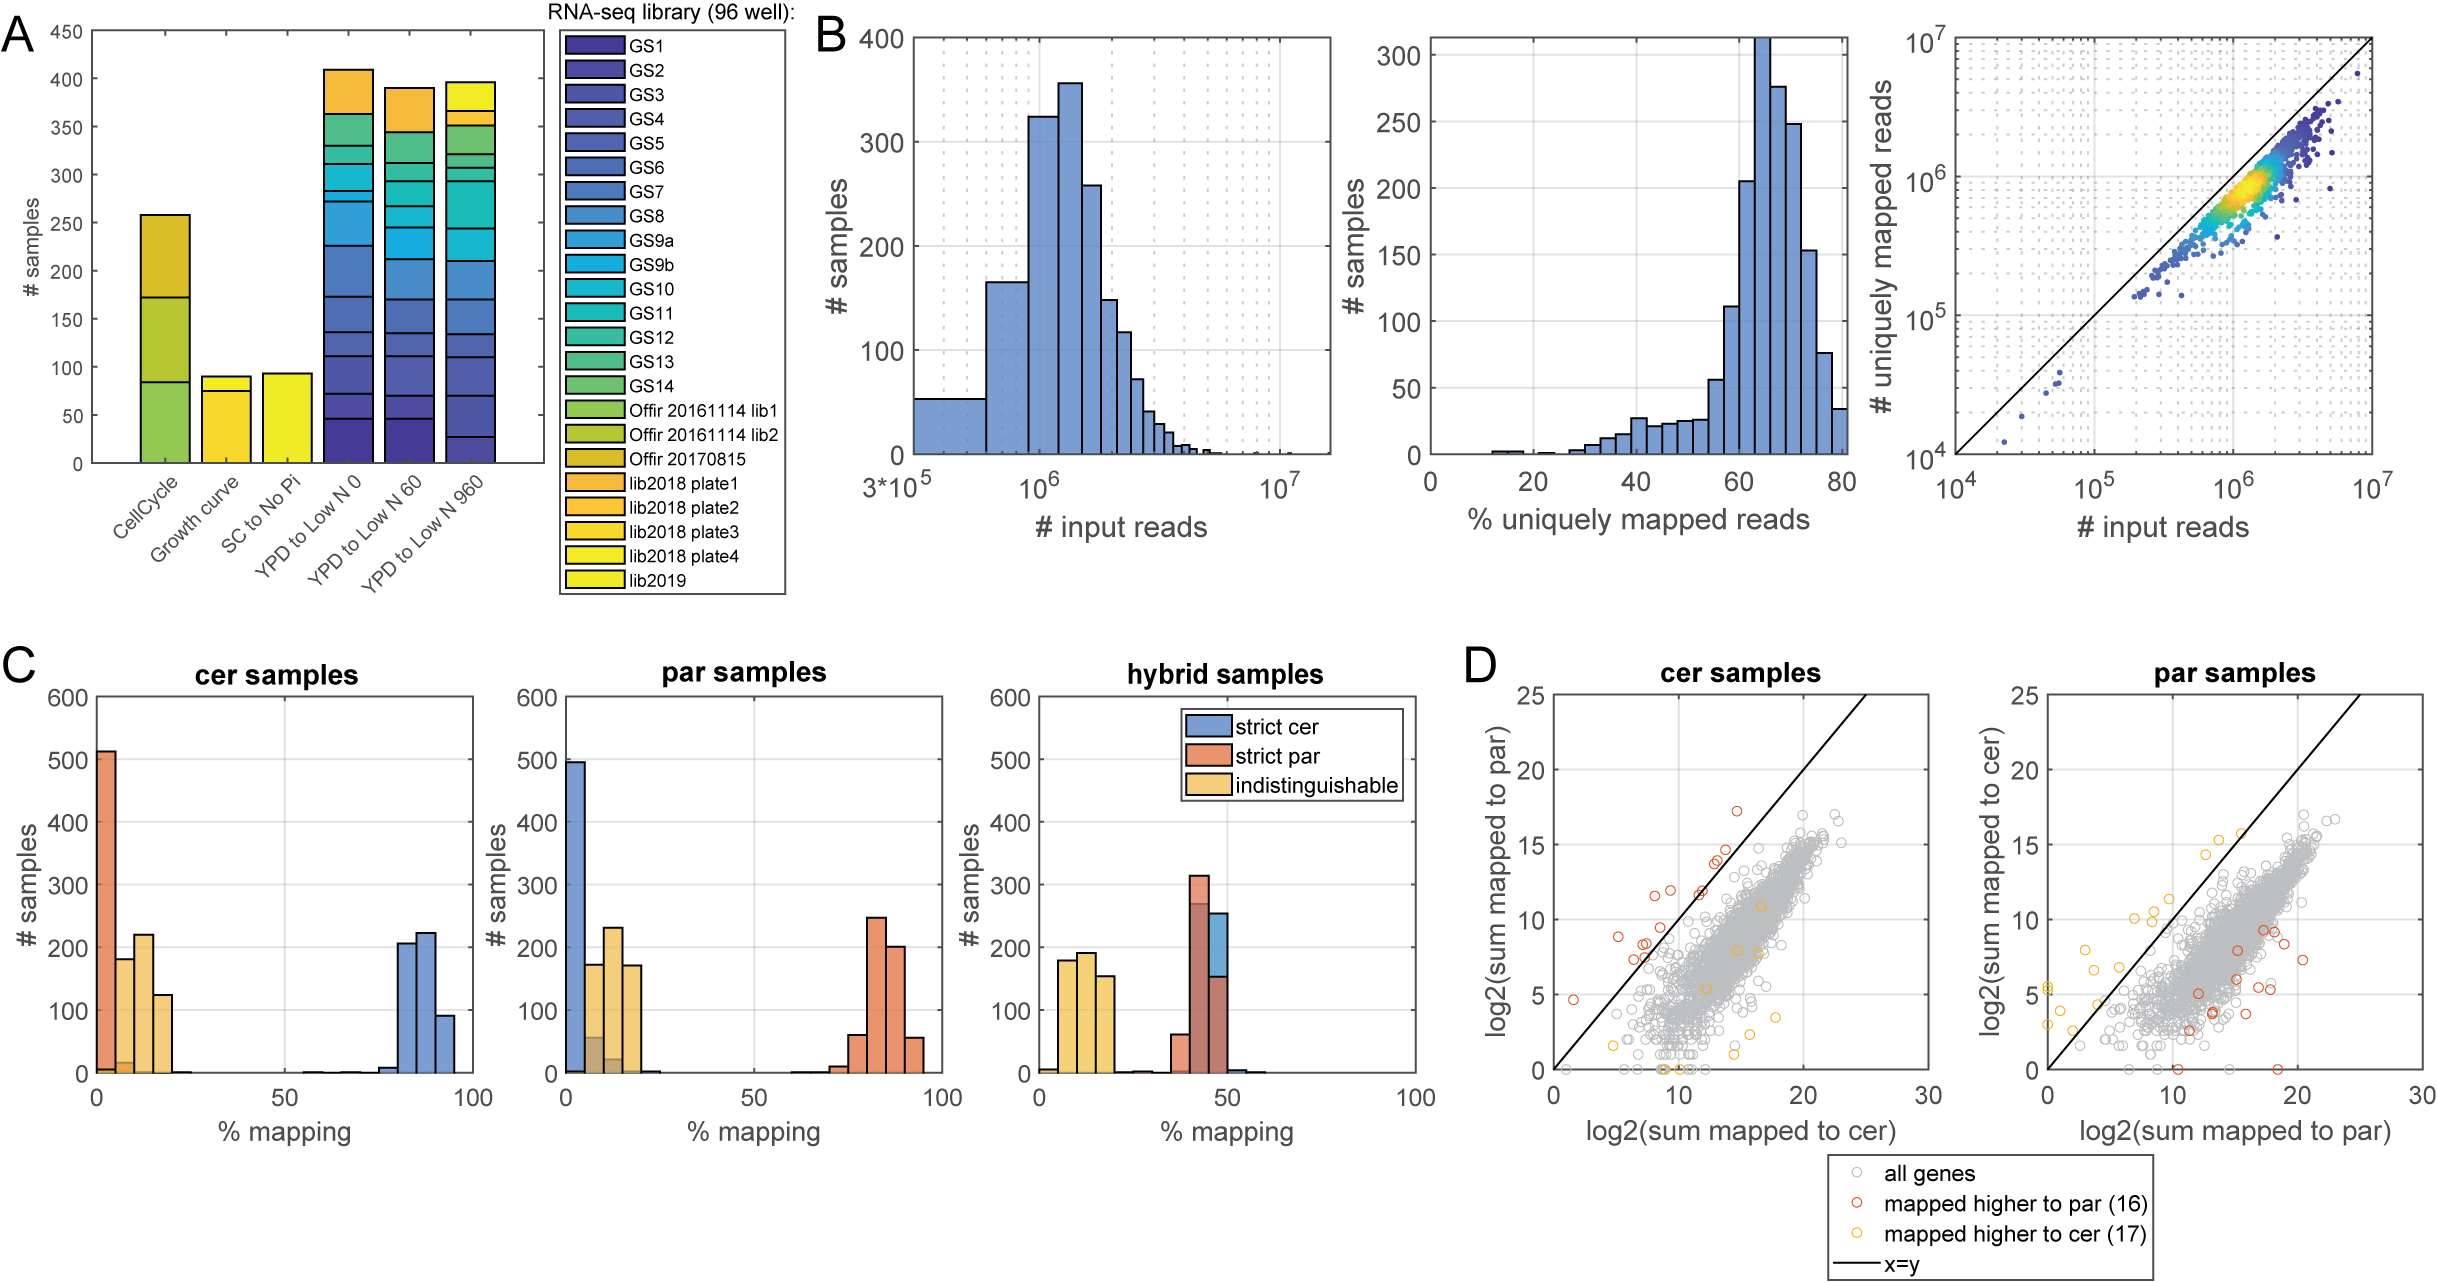 A
RNA-seq library (96 well):
450
400
350
300
250
200
150
100
50
0
# samples
CellCycle
Growth curve
SC to No Pi
YPD to Low N 0
YPD to Low N 60
YPD to Low N 960
GS1
GS2
GS3
GS4
GS5
GS6
GS7
GS8
GS9a
GS9b
GS10
GS11
GS12
GS13
GS14
Offir 20161114 lib1
Offir 20161114 lib2
Offir 20170815
lib2018 plate1
lib2018 plate2
lib2018 plate3
lib2018 plate4
lib2019
B
400
300
200
100
0
# samples
3*10^5
10^6
10^7
# input reads
300
250
200
150
100
50
0
# samples
0 20 40 60 80
% uniquely mapped reads
10^7
10^6
10^5
10^4
# uniquely mapped reads
10^4 10^5 10^6 10^7
# input reads
C
cer samples
600
500
400
300
200
100
0
# samples
0 50 100
% mapping
par samples
600
500
400
300
200
100
0
# samples
0 50 100
% mapping
hybrid samples
600
500
400
300
200
100
0
# samples
0 50 100
% mapping
strict cer
strict par
indistinguishable
D
cer samples
25
20
15
10
5
0
log2(sum mapped to par)
0 10 20 30
log2(sum mapped to cer)
par samples
25
20
15
10
5
0
log2(sum mapped to cer)
0 10 20 30
log2(sum mapped to par)
all genes
mapped higher to par (16)
mapped higher to cer (17)
x=y